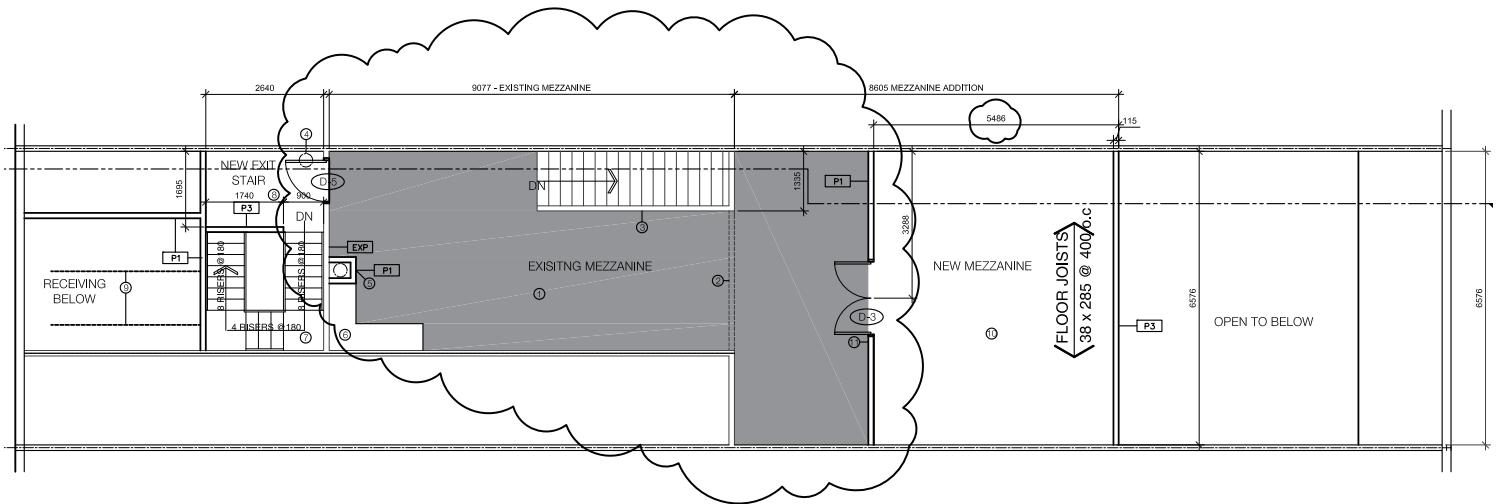 2640
9077 - EXISTING MEZZANINE
8605 MEZZANINE ADDITION
5486
115
4
NEW EXIT
STAIR
D-5
8
1695
1740
900
P3
DN
DN
1335
P1
3288
3
EXP
P1
5
P1
8 RISERS @180
8 RISERS @180
4 RISERS @180
RECEIVING
BELOW
9
7
6
EXISITNG MEZZANINE
1
2
NEW MEZZANINE
D-3
10
11
FLOOR JOISTS
38 x 285 @ 400 o.c
P3
6576
OPEN TO BELOW
6576